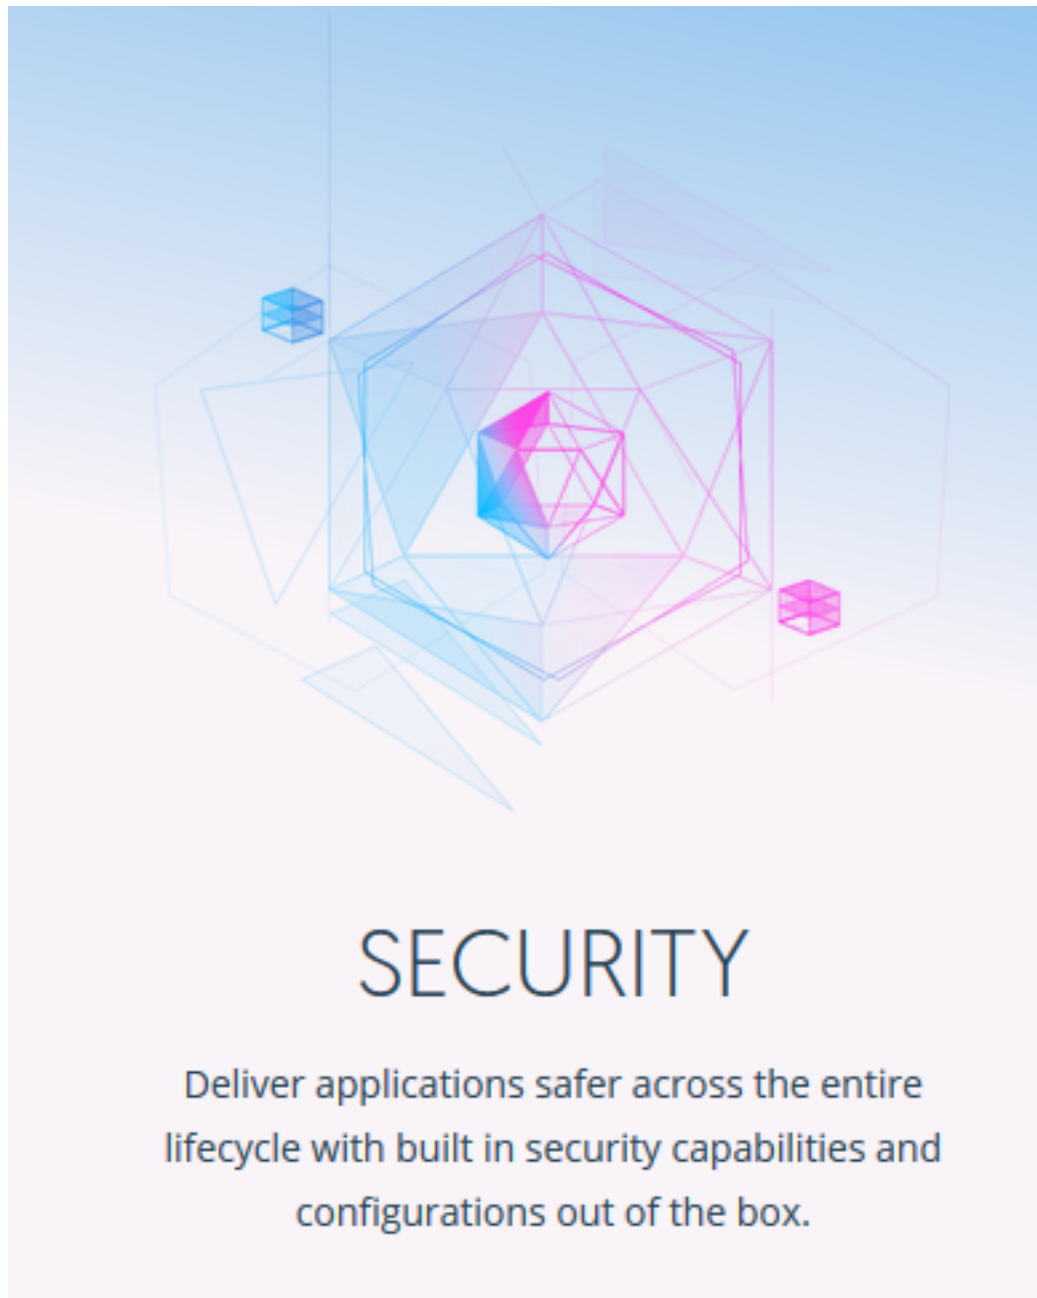 SECURITY
Deliver applications safer across the entire
lifecycle with built in security capabilities and
configurations out of the box.